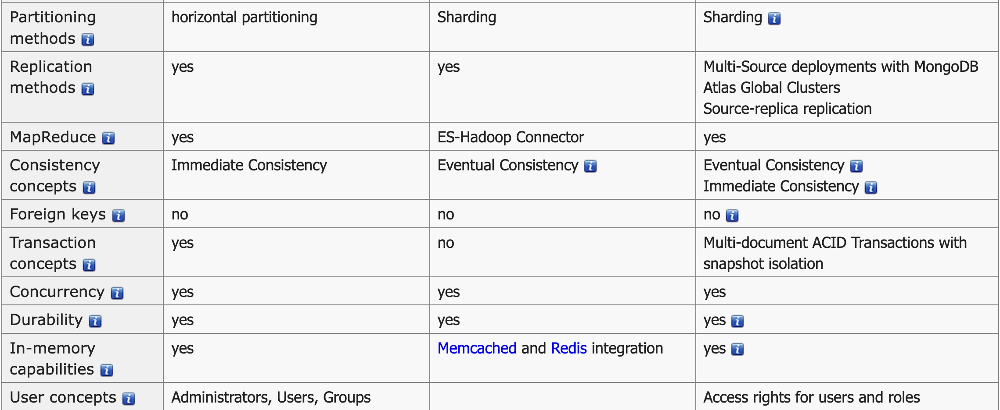 Partitioning methods horizontal partitioning Sharding Sharding
Replication methods yes yes Multi-Source deployments with MongoDB
Atlas Global Clusters
Source-replica replication
MapReduce yes ES-Hadoop Connector yes
Consistency concepts Immediate Consistency Eventual Consistency Eventual Consistency
Immediate Consistency
Foreign keys no no no
Transaction concepts yes no Multi-document ACID Transactions with
snapshot isolation
Concurrency yes yes yes
Durability yes yes yes
In-memory capabilities yes Memcached and Redis integration yes
User concepts Administrators, Users, Groups Access rights for users and roles